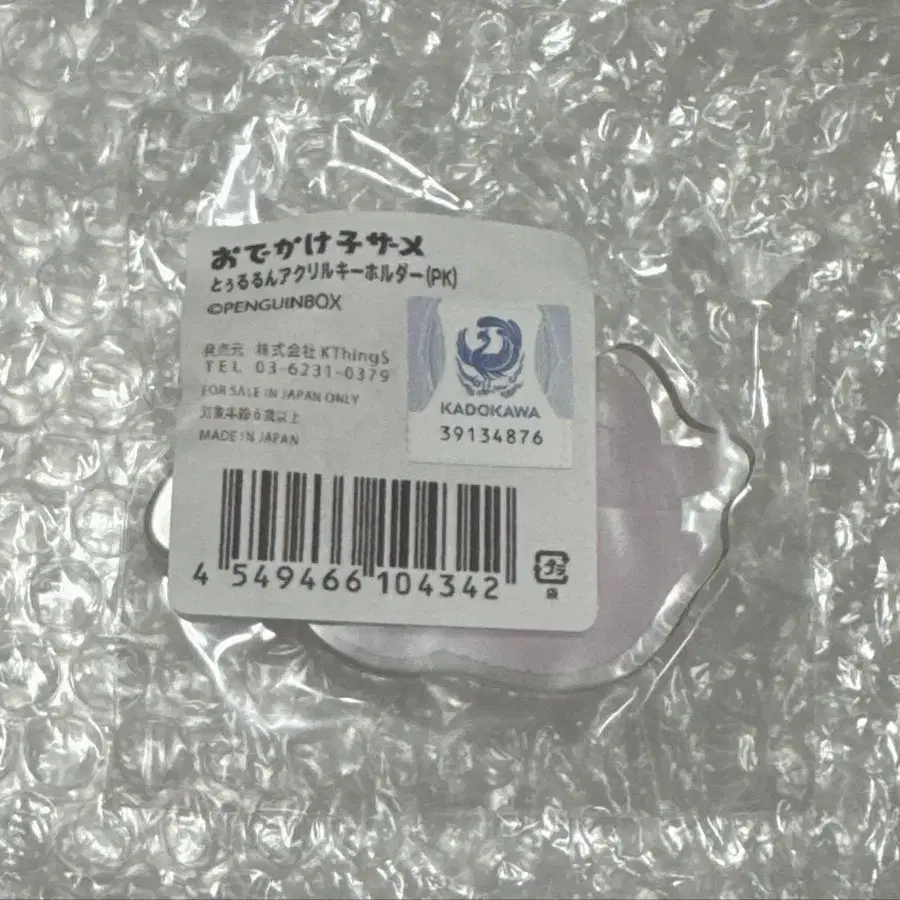 おでかけ子ザメ
とぅるるんアクリルキーホルダー(PK)
©PENGUINBOX
発売元 株式会社 KThingS
TEL 03-6231-0379
FOR SALE IN JAPAN ONLY
対象年齢6歳以上
MADE IN JAPAN
KADOKAWA
39134876
4 549466 104342
プラ
袋